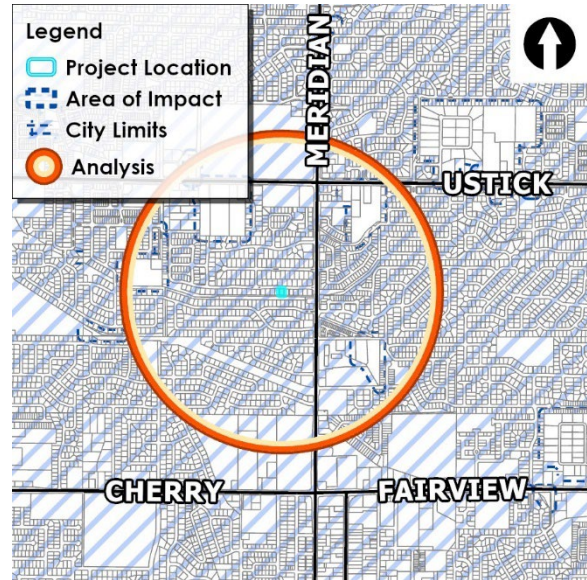 Legend
Project Location
Area of Impact
City Limits
Analysis
MERIDIAN
USTICK
CHERRY
FAIRVIEW